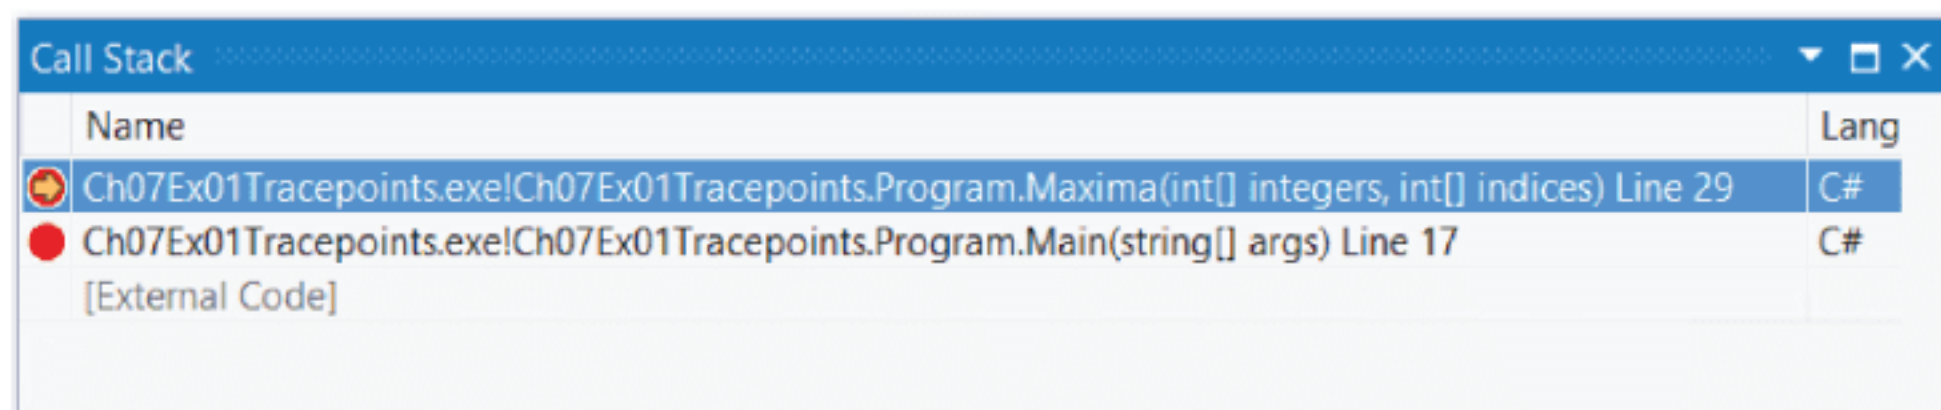 Call Stack
Name Lang
Ch07Ex01Tracepoints.exe!Ch07Ex01Tracepoints.Program.Maxima(int[] integers, int[] indices) Line 29 C#
Ch07Ex01Tracepoints.exe!Ch07Ex01Tracepoints.Program.Main(string[] args) Line 17 C#
[External Code]